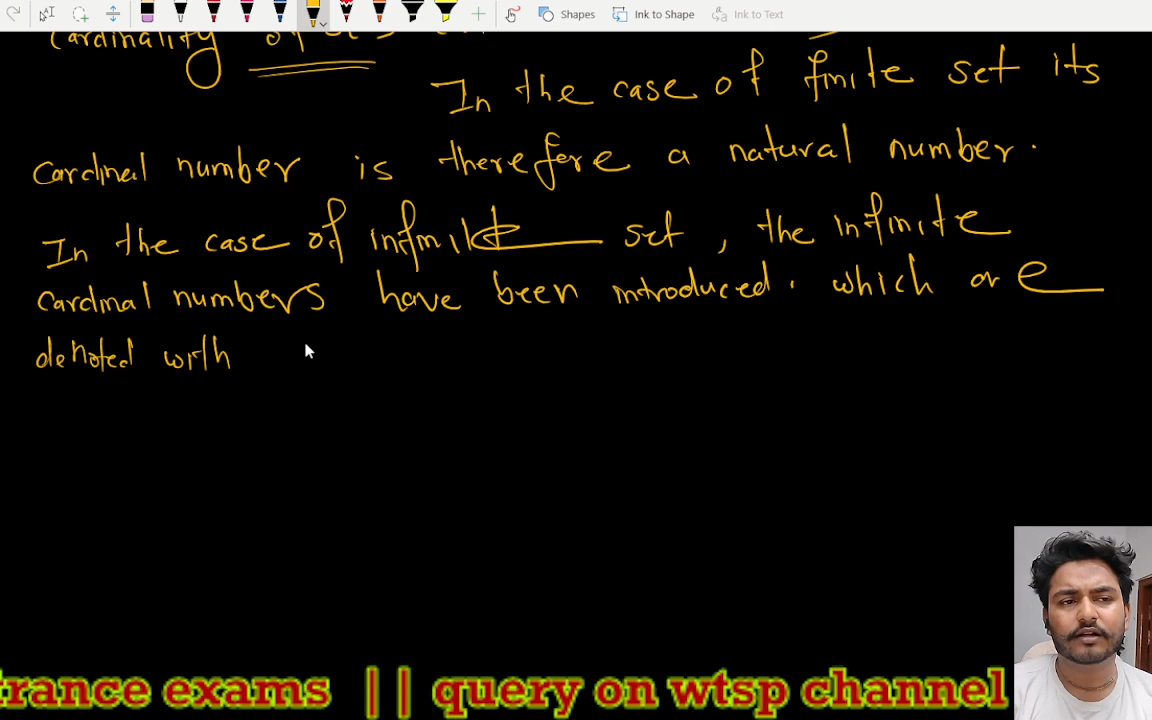 Shapes Ink to Shape Ink to Text
Cardinality of
In the case of finite set its
Cardinal number is therefore a natural number.
In the case of infinite set, the infinite
Cardinal numbers have been introduced. which are
denoted with
trance exams || query on wtsp channel